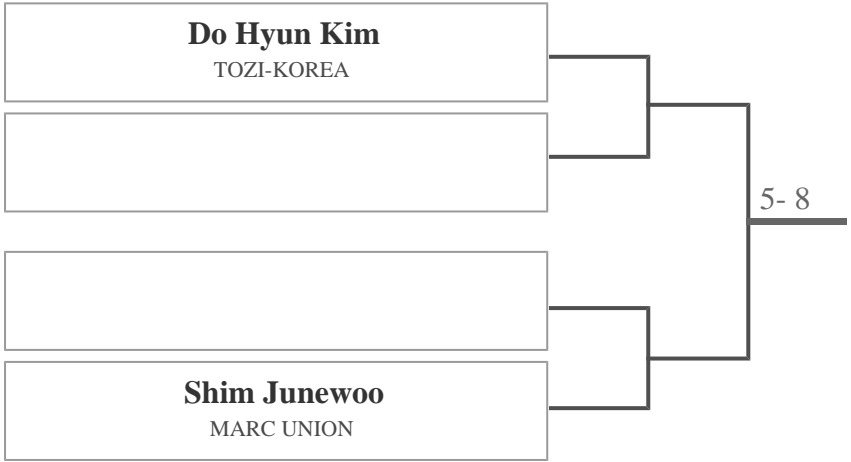 Do Hyun Kim
TOZI-KOREA
5- 8
Shim Junewoo
MARC UNION